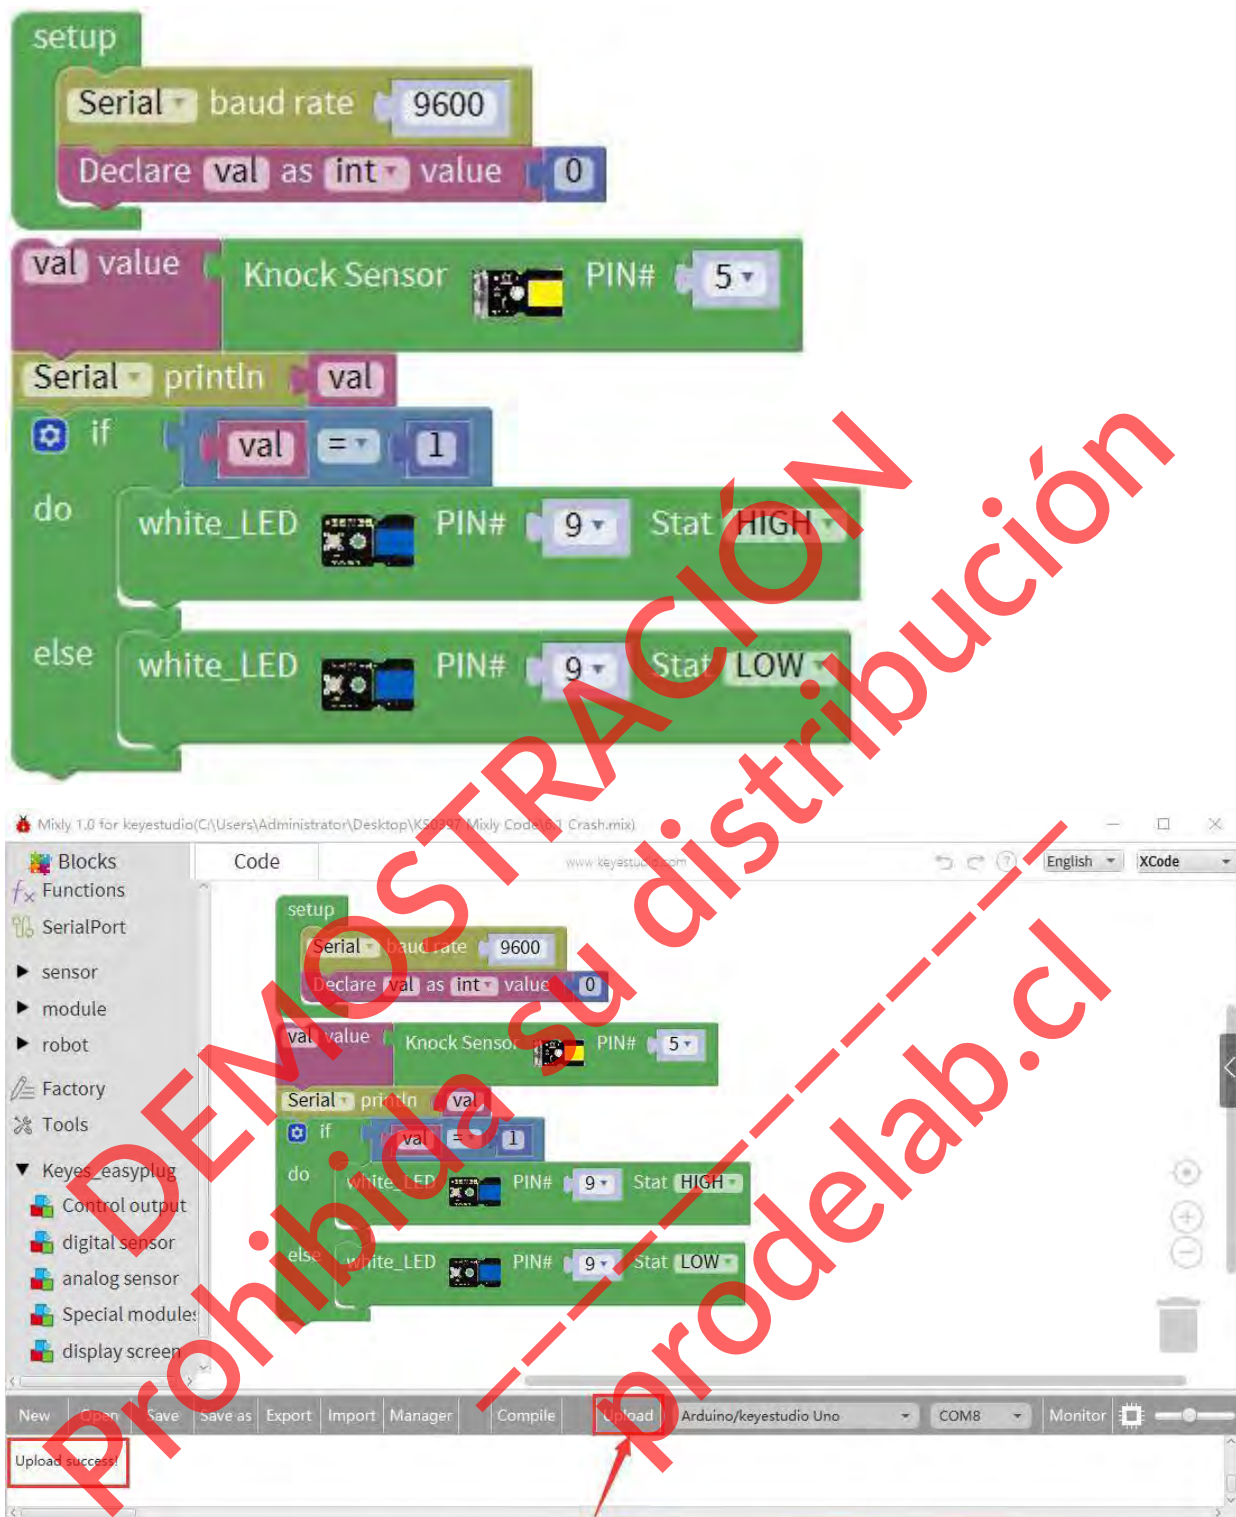 setup
Serial baud rate 9600
Declare val as int value 0
val value Knock Sensor PIN# 5
Serial println val
if val = 1
do white_LED PIN# 9 Stat HIGH
else white_LED PIN# 9 Stat LOW
DEMOSTRACIÓN
Prohibida su distribución
prodelab.cl
Mixly 1.0 for keyestudio(C:\Users\Administrator\Desktop\KS0397 Mixly Code\6.1 Crash.mix)
Blocks Code www.keyestudio.com English XCode
Functions
SerialPort
sensor
module
robot
Factory
Tools
Keyes_easyplug
Control output
digital sensor
analog sensor
Special modules
display screen
setup
Serial baud rate 9600
Declare val as int value 0
val value Knock Sensor PIN# 5
Serial println val
if val = 1
do white_LED PIN# 9 Stat HIGH
else white_LED PIN# 9 Stat LOW
New Open Save Save as Export Import Manager Compile Upload Arduino/keyestudio Uno COM8 Monitor
Upload success!